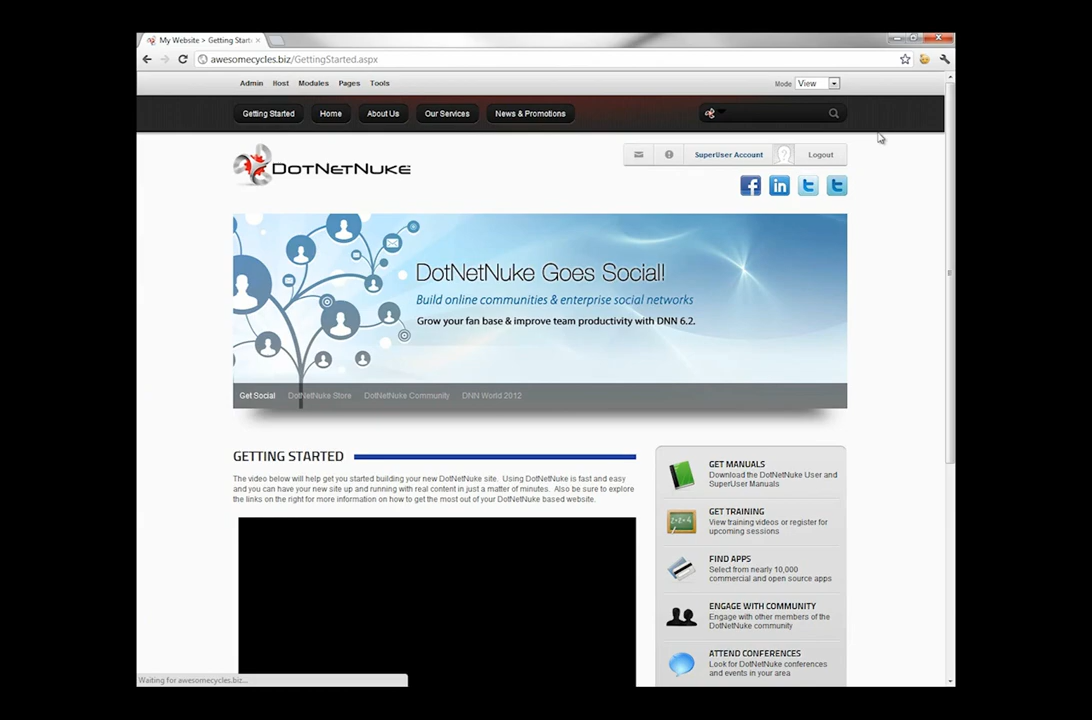 My Website > Getting Start
awesomecycles.biz/GettingStarted.aspx
Admin Host Modules Pages Tools Mode View
Getting Started Home About Us Our Services News & Promotions
DOTNETNUKE
SuperUser Account Logout
DotNetNuke Goes Social!
Build online communities & enterprise social networks
Grow your fan base & improve team productivity with DNN 6.2.
Get Social DotNetNuke Store DotNetNuke Community DNN World 2012
GETTING STARTED
The video below will help get you started building your new DotNetNuke site. Using DotNetNuke is fast and easy
and you can have your new site up and running with real content in just a matter of minutes. Also be sure to explore
the links on the right for more information on how to get the most out of your DotNetNuke based website.
GET MANUALS
Download the DotNetNuke User and
SuperUser Manuals
GET TRAINING
View training videos or register for
upcoming sessions
FIND APPS
Select from nearly 10,000
commercial and open source apps
ENGAGE WITH COMMUNITY
Engage with other members of the
DotNetNuke community
ATTEND CONFERENCES
Look for DotNetNuke conferences
and events in your area
Waiting for awesomecycles.biz...